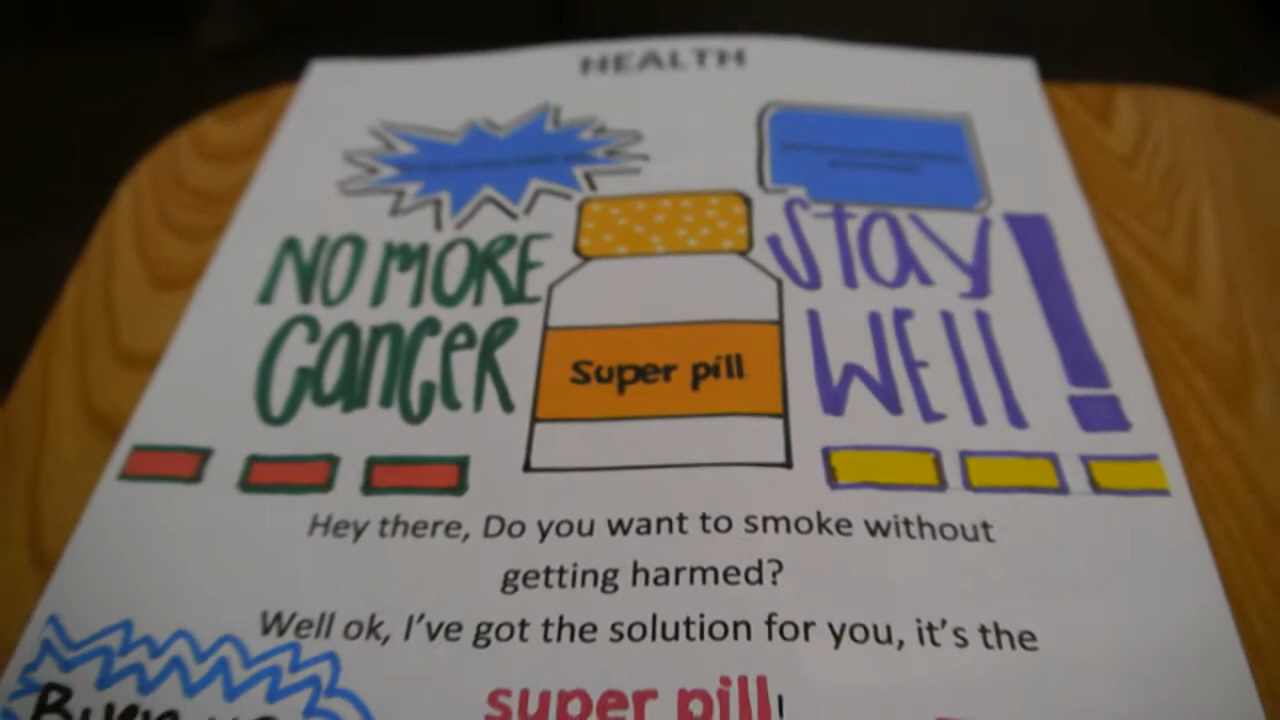 HEALTH
NO MORE
CANCER
Stay
WEll!
Super pill
Hey there, Do you want to smoke without
getting harmed?
Well ok, I've got the solution for you, it's the
super pill!